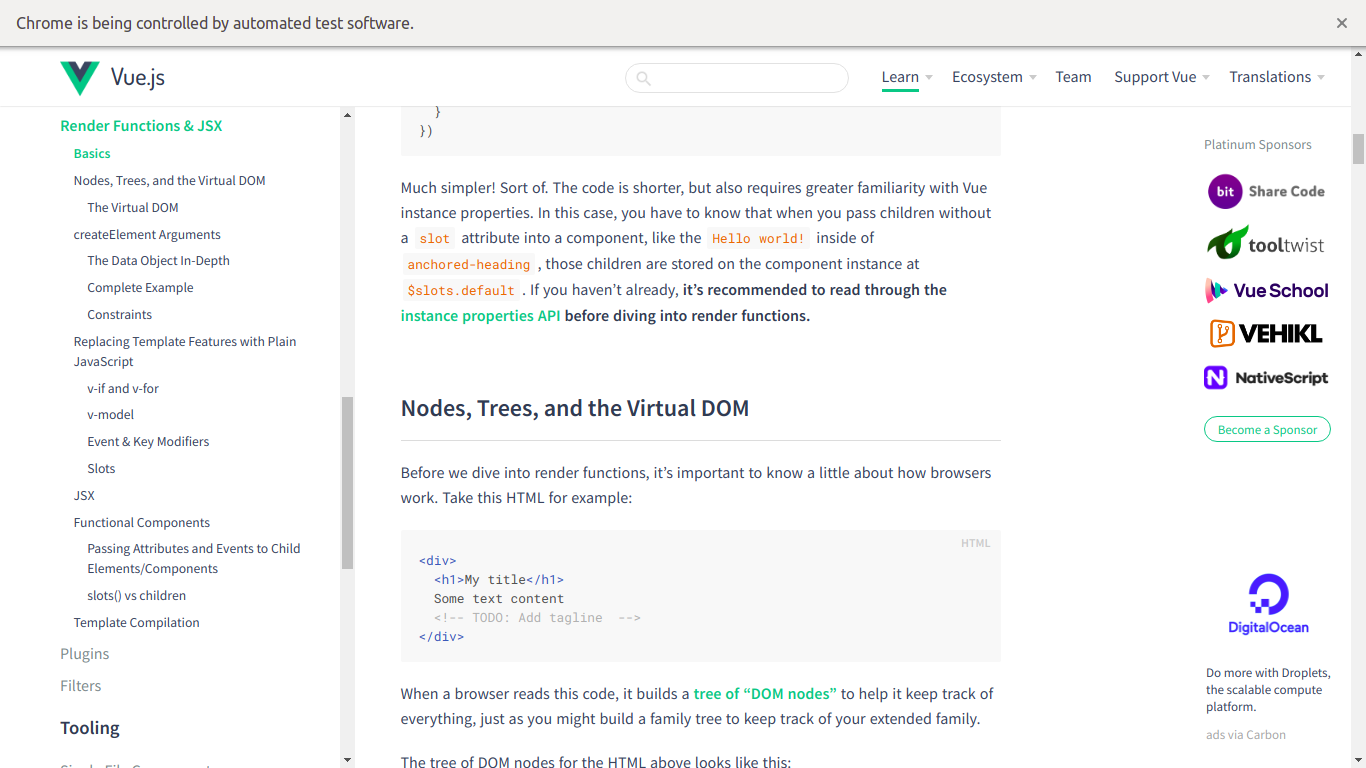 Chrome is being controlled by automated test software.
Vue.js
Learn
Ecosystem
Team
Support Vue
Translations
Render Functions & JSX
Basics
Nodes, Trees, and the Virtual DOM
The Virtual DOM
createElement Arguments
The Data Object In-Depth
Complete Example
Constraints
Replacing Template Features with Plain
JavaScript
v-if and v-for
v-model
Event & Key Modifiers
Slots
JSX
Functional Components
Passing Attributes and Events to Child
Elements/Components
slots() vs children
Template Compilation
Plugins
Filters
Tooling
}
})
Much simpler! Sort of. The code is shorter, but also requires greater familiarity with Vue
instance properties. In this case, you have to know that when you pass children without
a slot attribute into a component, like the Hello world! inside of
anchored-heading , those children are stored on the component instance at
$slots.default . If you haven’t already, it’s recommended to read through the
instance properties API before diving into render functions.
Nodes, Trees, and the Virtual DOM
Before we dive into render functions, it’s important to know a little about how browsers
work. Take this HTML for example:
HTML
<div>
<h1>My title</h1>
Some text content
<!-- TODO: Add tagline  -->
</div>
When a browser reads this code, it builds a tree of “DOM nodes” to help it keep track of
everything, just as you might build a family tree to keep track of your extended family.
The tree of DOM nodes for the HTML above looks like this:
Platinum Sponsors
bit Share Code
tooltwist
Vue School
VEHIKL
NativeScript
Become a Sponsor
DigitalOcean
Do more with Droplets,
the scalable compute
platform.
ads via Carbon